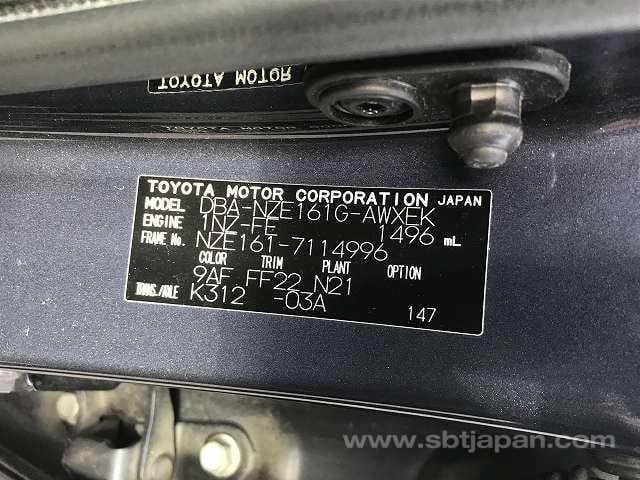 TOYOTA MOTOR
TOYOTA MOTOR CORPORATION JAPAN
MODEL DBA-NZE161G-AWXEK
ENGINE 1NZ-FE 1496 mL
FRAME No. NZE161-7114996
COLOR TRIM PLANT OPTION
9AF FF22 N21
TRANS./AXLE K312 -03A
147
www.sbtjapan.com